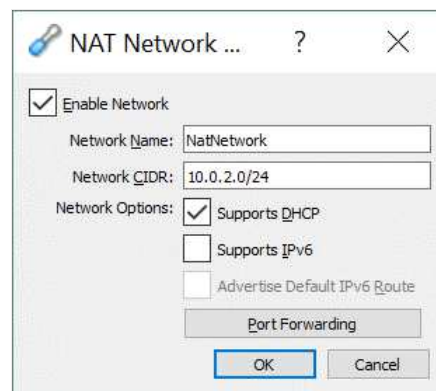 NAT Network ... ?
Enable Network
Network Name: NatNetwork
Network CIDR: 10.0.2.0/24
Network Options: Supports DHCP
Supports IPv6
Advertise Default IPv6 Route
Port Forwarding
OK Cancel